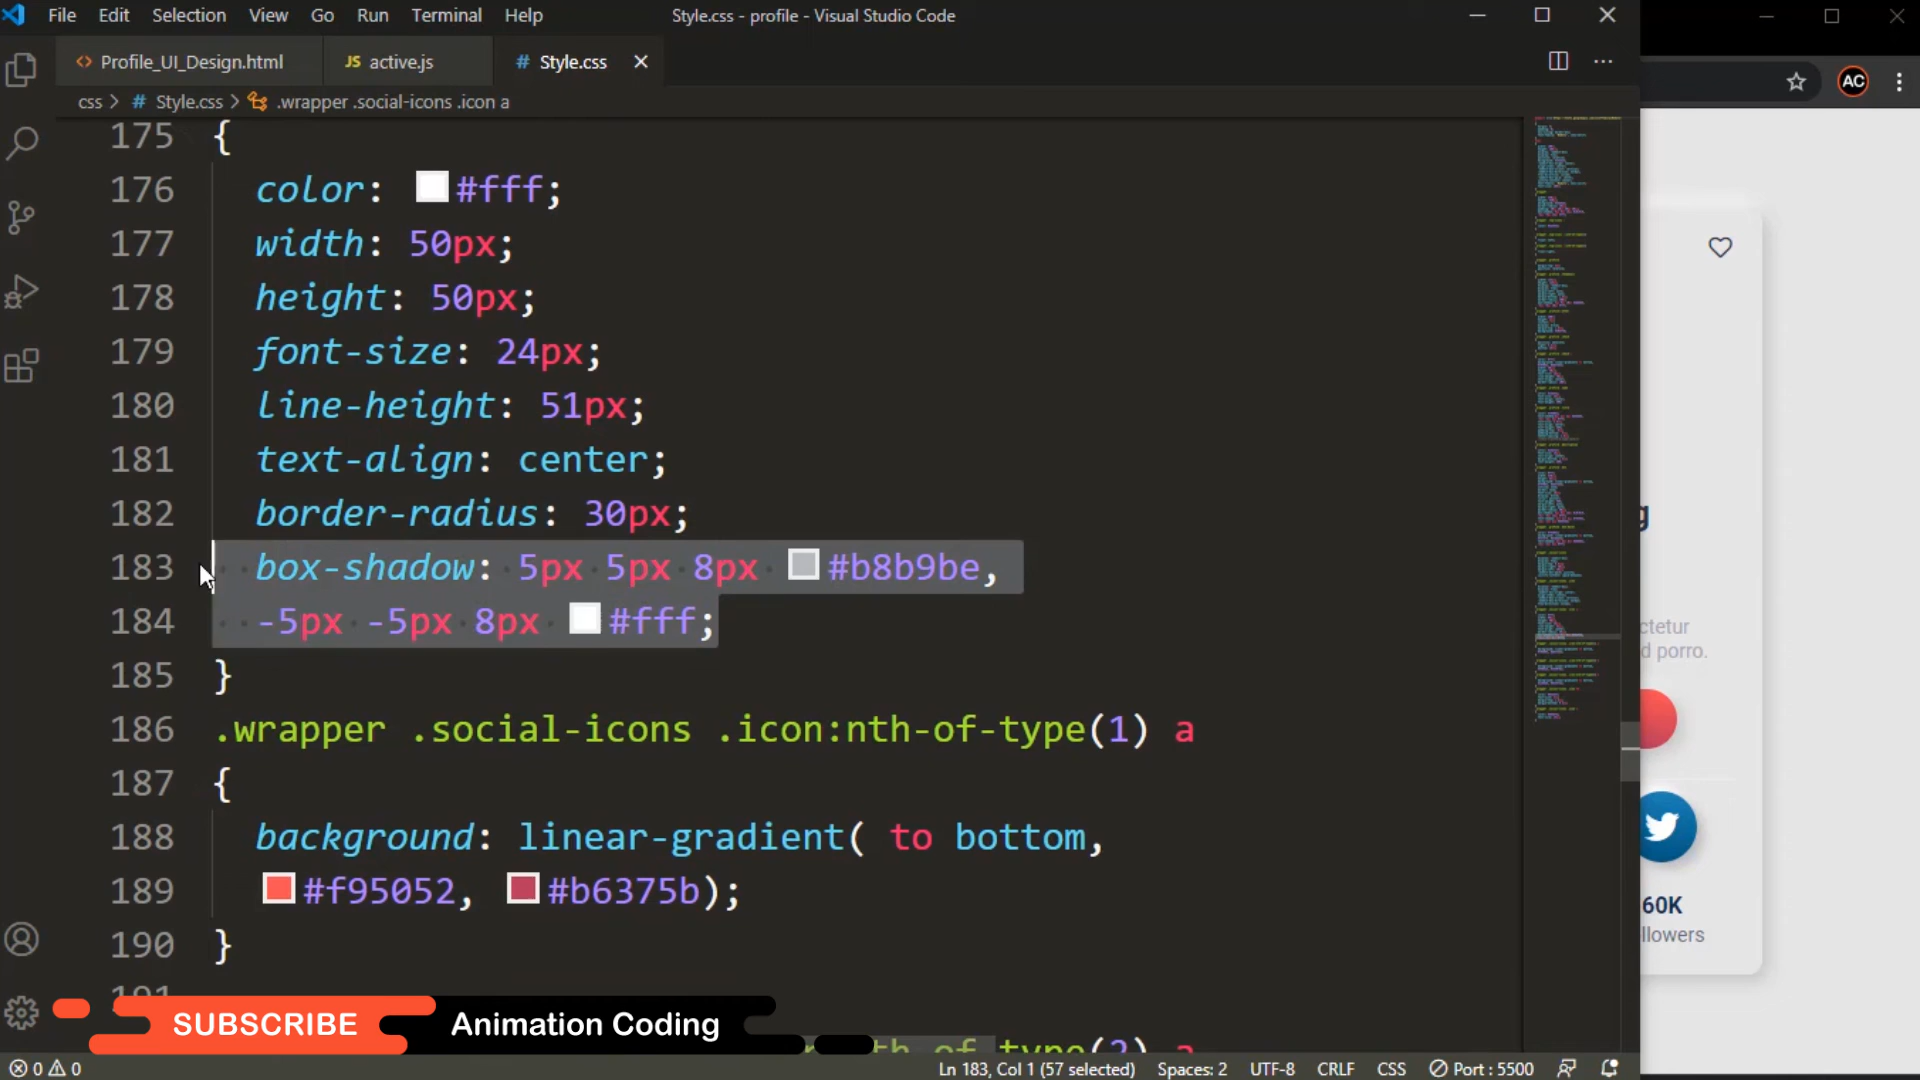 File Edit Selection View Go Run Terminal Help Style.css - profile - Visual Studio Code
<> Profile_UI_Design.html JS active.js # Style.css
css > # Style.css > .wrapper .social-icons .icon a
AC
175 {
176 color: #fff;
177 width: 50px;
178 height: 50px;
179 font-size: 24px;
180 line-height: 51px;
181 text-align: center;
182 border-radius: 30px;
183 box-shadow: 5px 5px 8px #b8b9be,
184 -5px -5px 8px #fff;
185 }
186 .wrapper .social-icons .icon:nth-of-type(1) a
187 {
188 background: linear-gradient( to bottom,
189 #f95052, #b6375b);
190 }
g
ctetur
d porro.
60K
llowers
SUBSCRIBE Animation Coding
th-of-type(2) a
0 0 Ln 183, Col 1 (57 selected) Spaces: 2 UTF-8 CRLF CSS Port : 5500